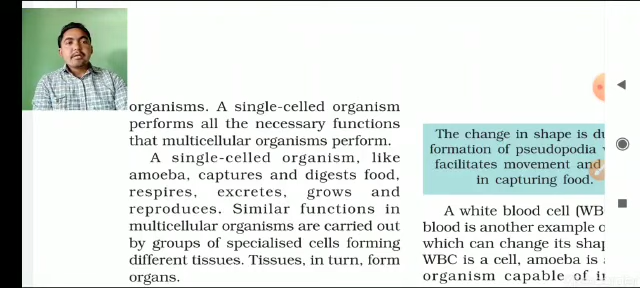 organisms. A single-celled organism
performs all the necessary functions
that multicellular organisms perform.
A single-celled organism, like
amoeba, captures and digests food,
respires, excretes, grows and
reproduces. Similar functions in
multicellular organisms are carried out
by groups of specialised cells forming
different tissues. Tissues, in turn, form
organs.
The change in shape is
formation of pseudopodia
facilitates movement and
in capturing food.
A white blood cell (WB
blood is another example
which can change its
WBC is a cell, amoeba is
organism capable of